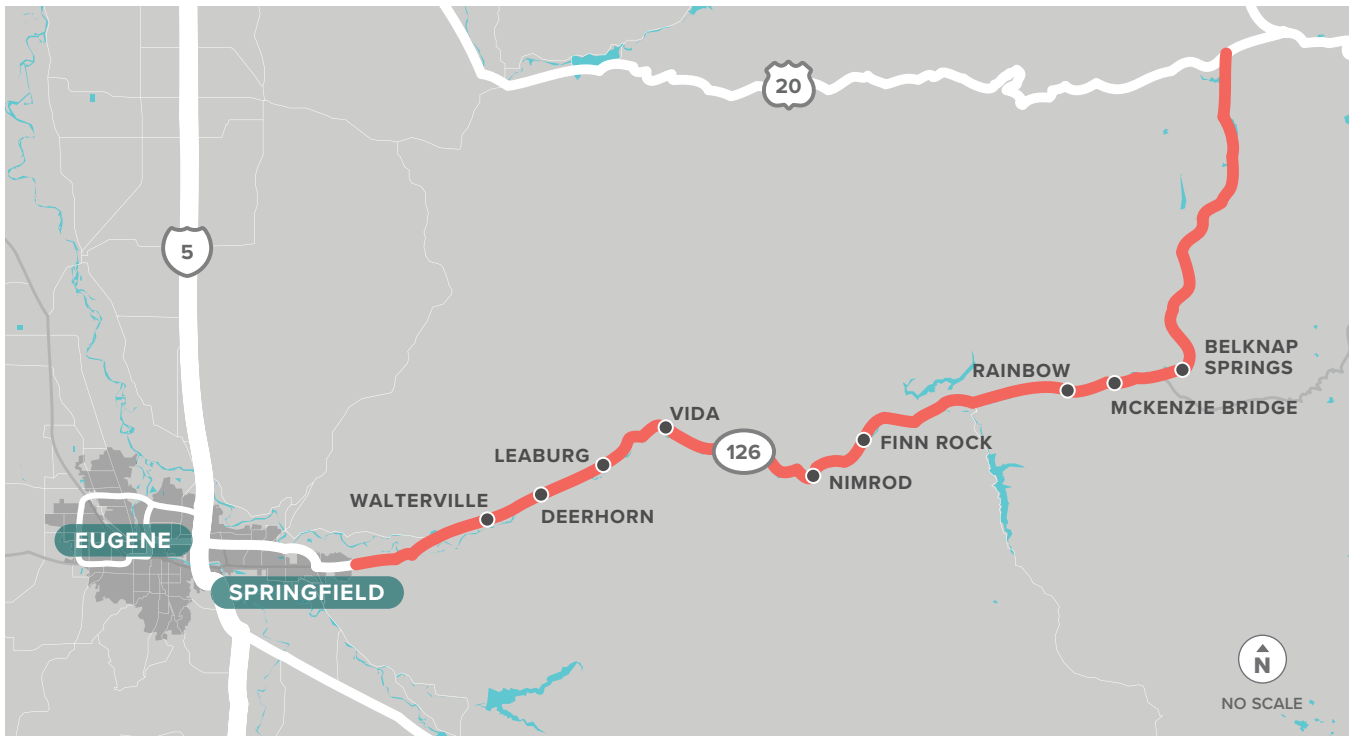 20
5
BELKNAP
SPRINGS
RAINBOW
MCKENZIE BRIDGE
VIDA
FINN ROCK
126
LEABURG
NIMROD
WALTERVILLE
DEERHORN
EUGENE
SPRINGFIELD
N
NO SCALE